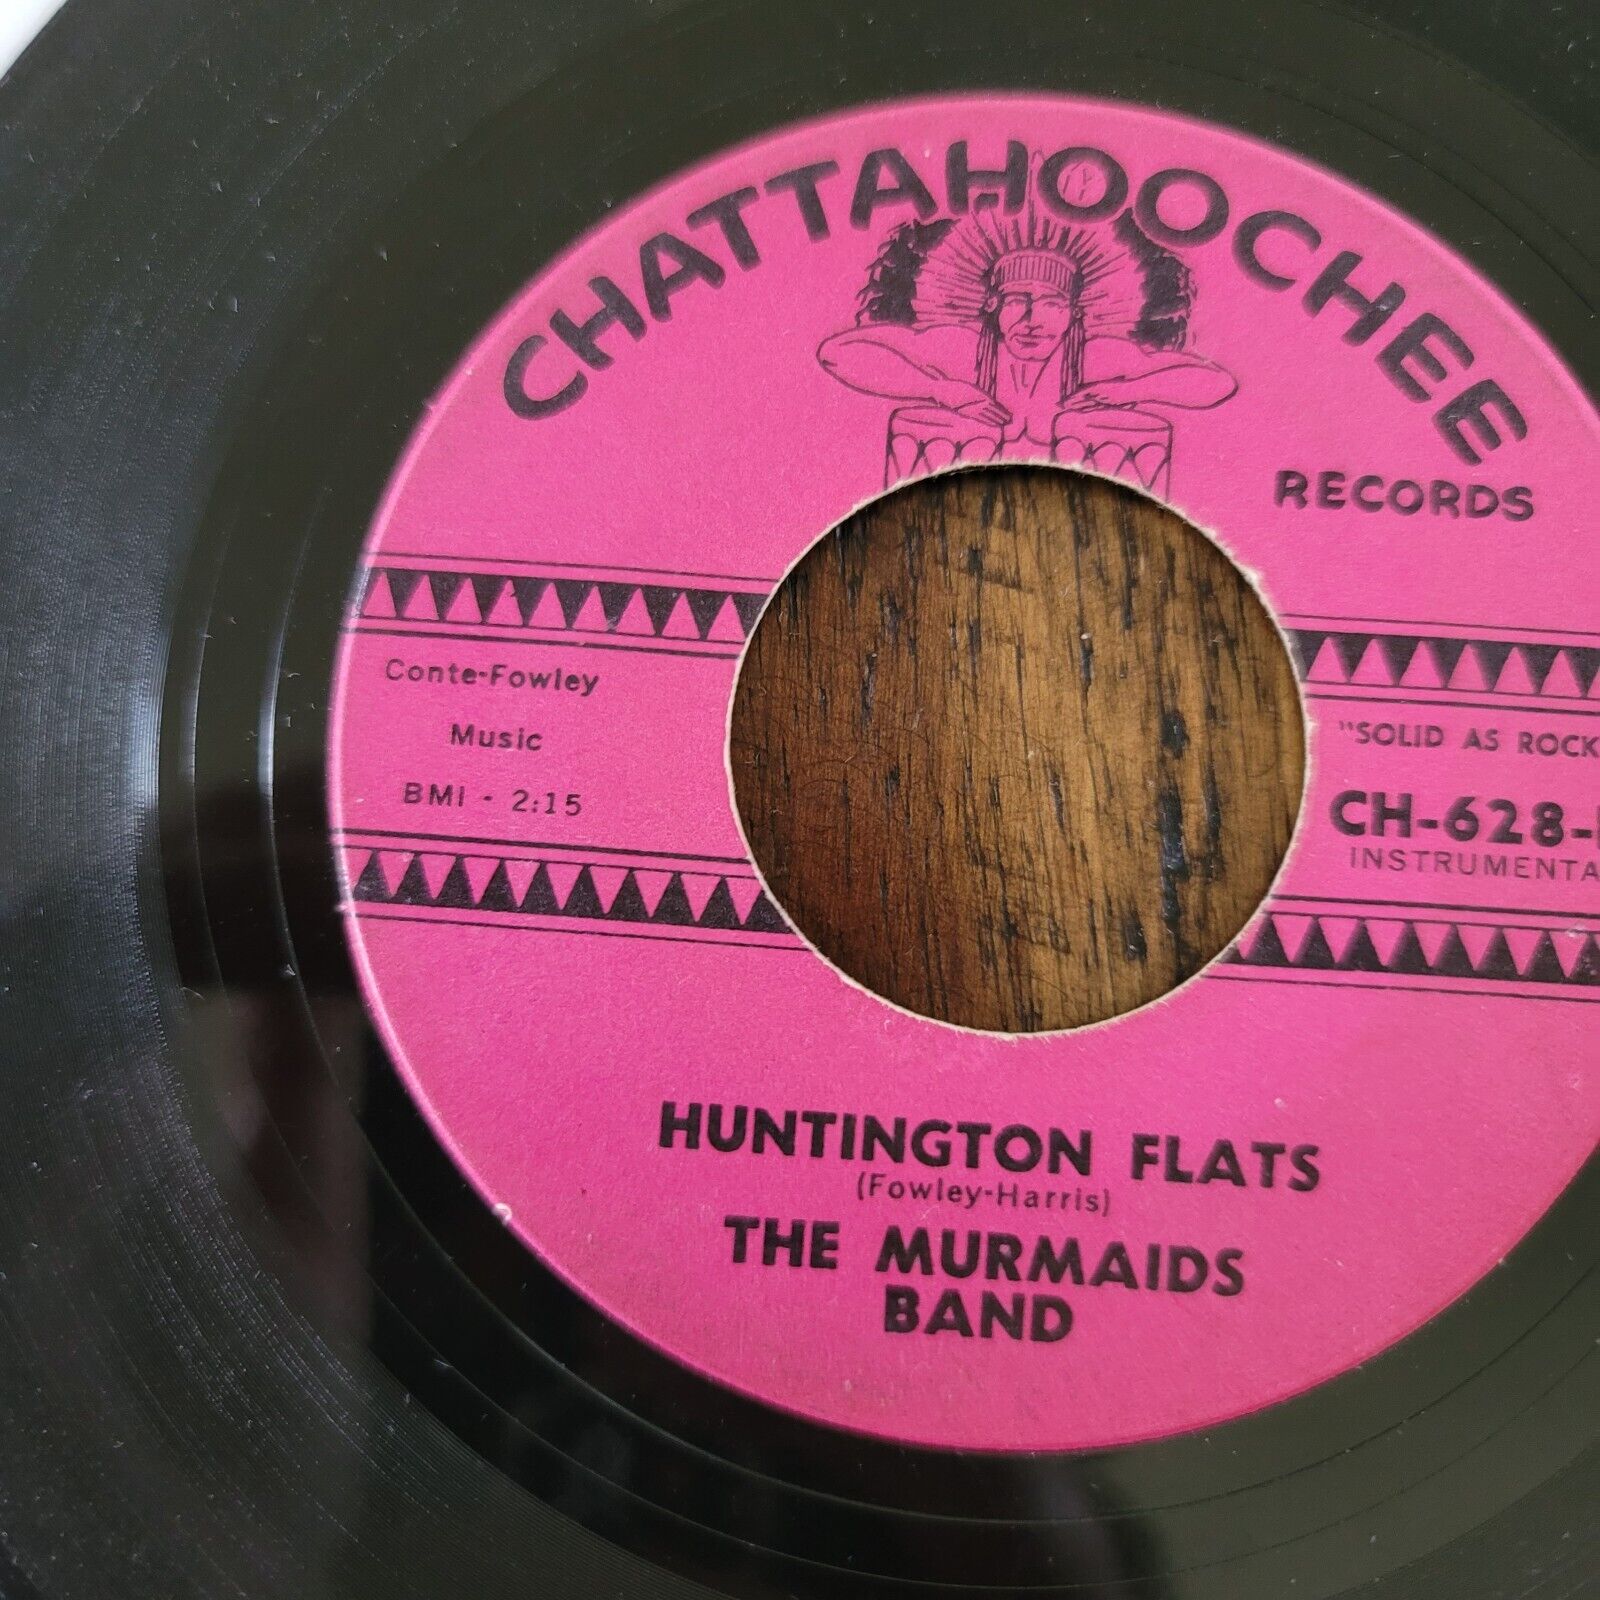 CHATTAHOOCHEE
RECORDS
Conte-Fowley
Music
BMI - 2:15
"SOLID AS ROCK
CH-628-
INSTRUMENTA
HUNTINGTON FLATS
(Fowley-Harris)
THE MURMAIDS
BAND